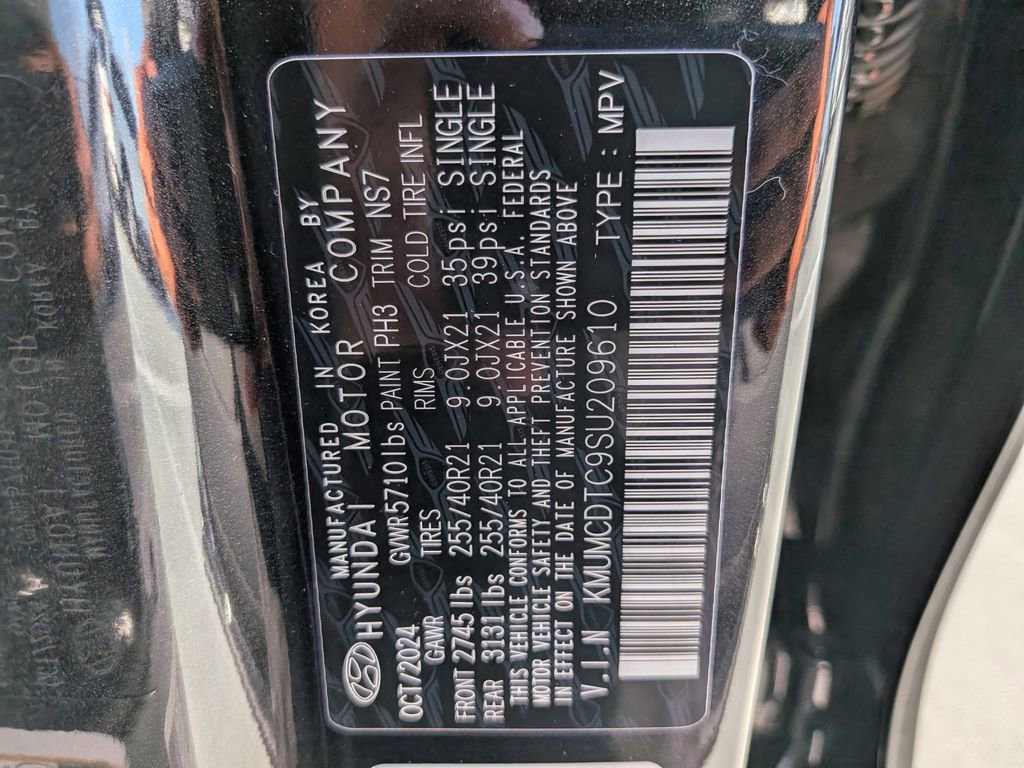 MANUFACTURED IN KOREA BY
HYUNDAI MOTOR COMPANY
OCT/2024 GVWR5710lbs PAINT PH3 TRIM NS7
GAWR TIRES RIMS COLD TIRE INFL
FRONT 2745lbs 255/40R21 9.0JX21 35psi SINGLE
REAR 3131lbs 255/40R21 9.0JX21 39psi SINGLE
THIS VEHICLE CONFORMS TO ALL APPLICABLE U.S.A. FEDERAL
MOTOR VEHICLE SAFETY AND THEFT PREVENTION STANDARDS
IN EFFECT ON THE DATE OF MANUFACTURE SHOWN ABOVE
V.I.N KMUMCDTC9SU209610 TYPE : MPV